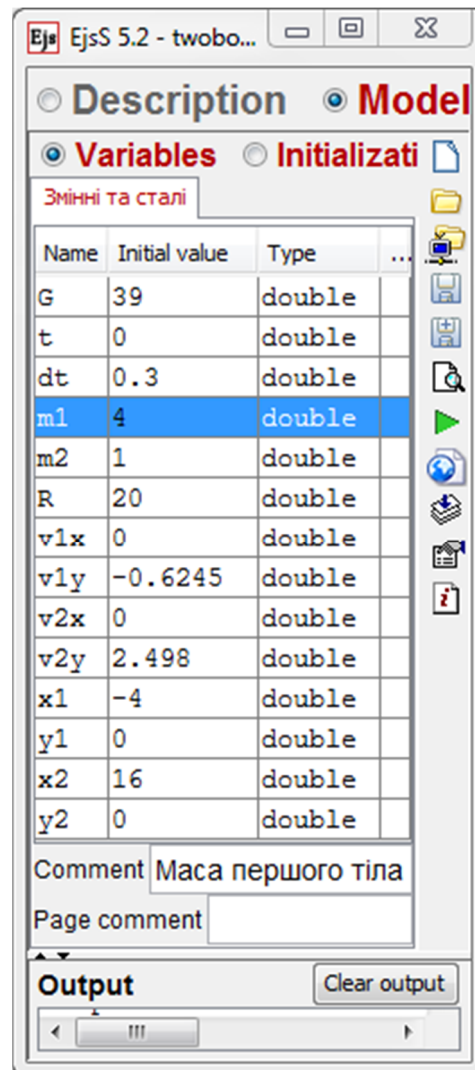 Ejs EjsS 5.2 - twobo...
Description Model
Variables Initializati
Змінні та сталі
Name Initial value Type ...
G 39 double
t 0 double
dt 0.3 double
m1 4 double
m2 1 double
R 20 double
v1x 0 double
v1y -0.6245 double
v2x 0 double
v2y 2.498 double
x1 -4 double
y1 0 double
x2 16 double
y2 0 double
Comment Маса першого тіла
Page comment
Output Clear output